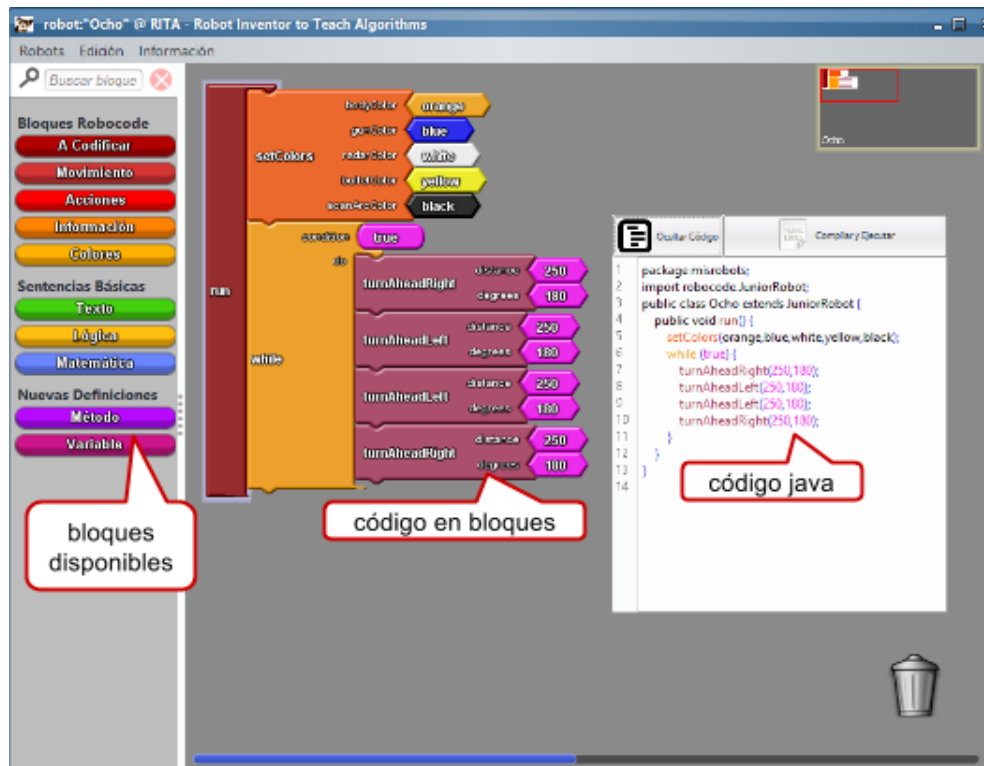 robot:"Ocho" @ RITA - Robot Inventor to Teach Algorithms
Robots Edición Información
Buscar bloque
Bloques Robocode
A Codificar
Movimiento
Acciones
Información
Colores
Sentencias Básicas
Texto
Lógica
Matemática
Nuevas Definiciones
Método
Variable
bloques
disponibles
run
setColors
bodyColor orange
gunColor blue
radarColor white
bulletColor yellow
scanArcColor black
while
true
do
turnAheadRight
distance 250
degrees 180
turnAheadLeft
distance 250
degrees 180
turnAheadLeft
distance 250
degrees 180
turnAheadRight
distance 250
degrees 180
código en bloques
Ocho
Ocultar Código
Compilar y Ejecutar
1 package misrobots;
2 import robocode.JuniorRobot;
3 public class Ocho extends JuniorRobot {
4 public void run() {
5 setColors(orange,blue,white,yellow,black);
6 while (true) {
7 turnAheadRight(250,180);
8 turnAheadLeft(250,180);
9 turnAheadLeft(250,180);
10 turnAheadRight(250,180);
11 }
12 }
13 }
14
código java